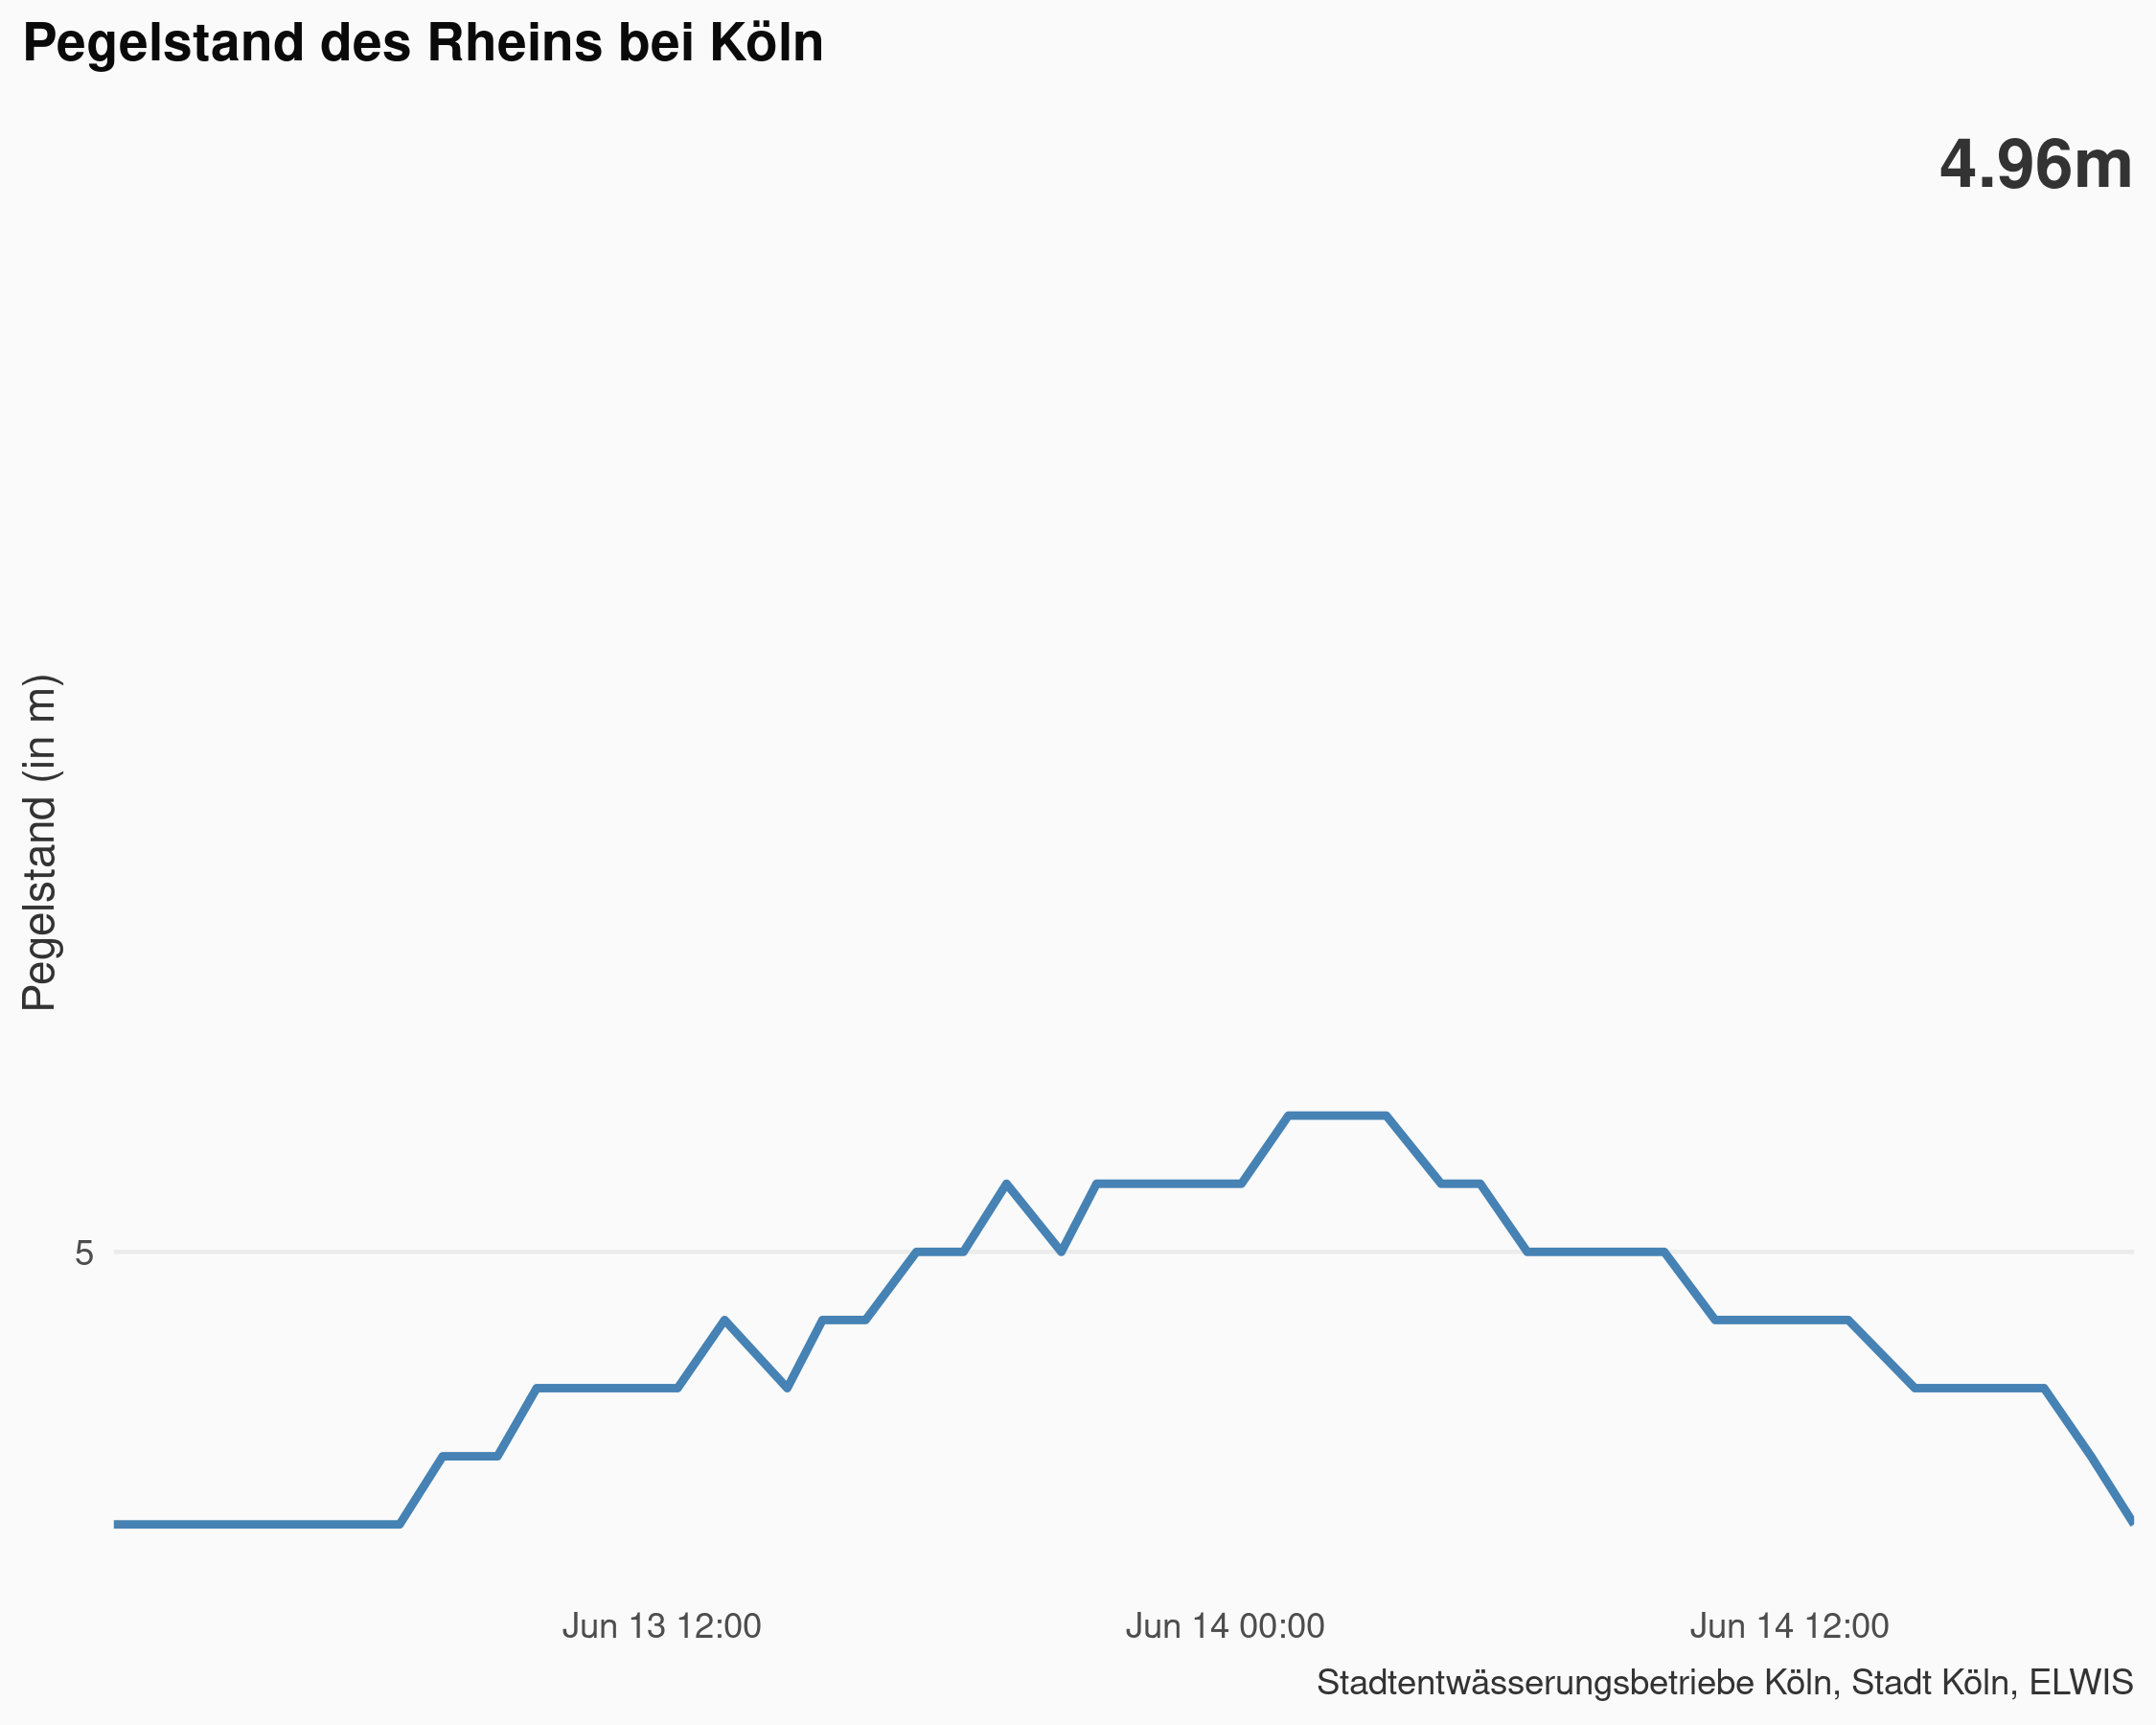 Pegelstand des Rheins bei Köln
4.96m
Pegelstand (in m)
5
Jun 13 12:00
Jun 14 00:00
Jun 14 12:00
Stadtentwässerungsbetriebe Köln, Stadt Köln, ELWIS